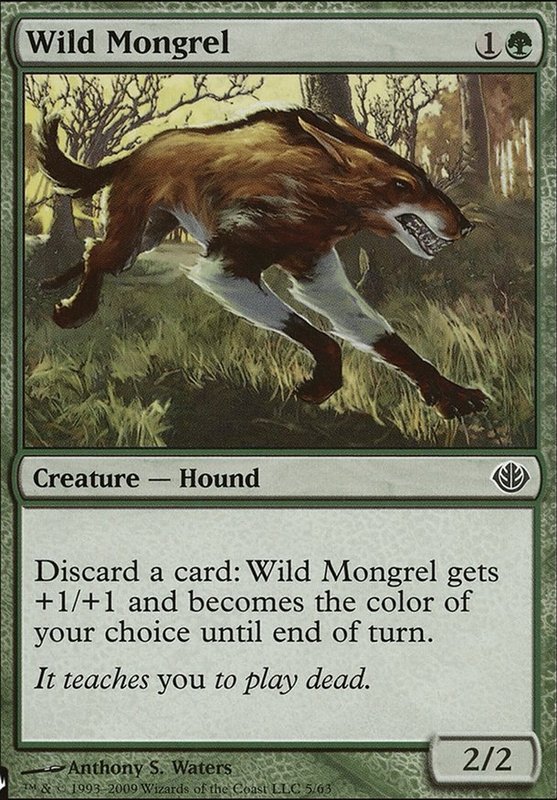 Wild Mongrel 1
Creature — Hound
Discard a card: Wild Mongrel gets
+1/+1 and becomes the color of
your choice until end of turn.
It teaches you to play dead.
2/2
Anthony S. Waters
™ & © 1993–2009 Wizards of the Coast LLC 5/63